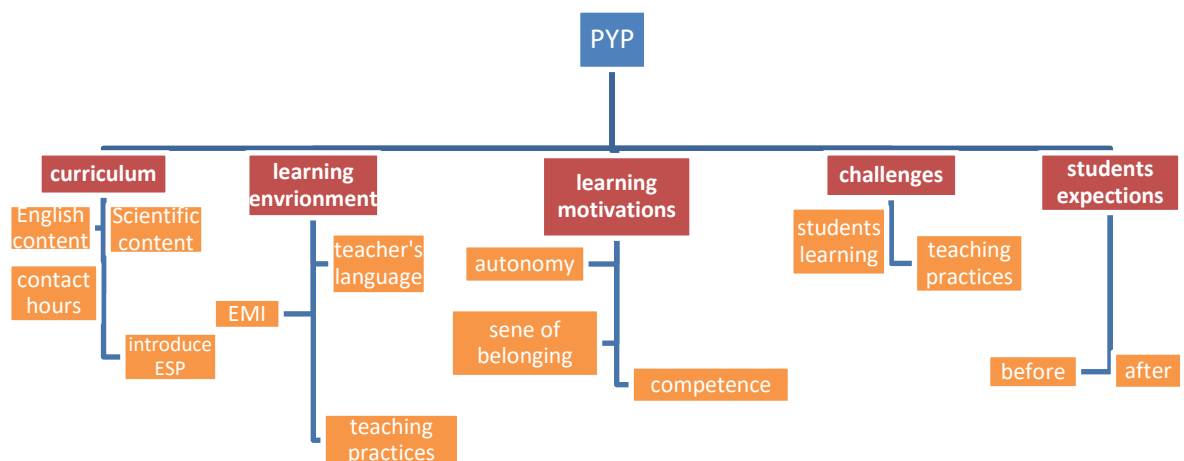 PYP
curriculum
English
content
Scientific
content
contact
hours
introduce
ESP
learning
envrionment
teacher's
language
EMI
teaching
practices
learning
motivations
autonomy
sene of
belonging
competence
challenges
students
learning
teaching
practices
students
expections
before
after